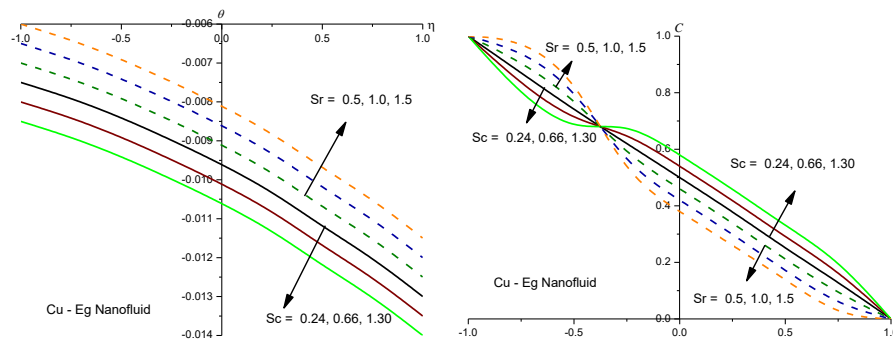 θ
η
-1.0
-0.5
0.0
0.5
1.0
-0.006
-0.007
-0.008
-0.009
-0.010
-0.011
-0.012
-0.013
-0.014
Sr = 0.5, 1.0, 1.5
Sc = 0.24, 0.66, 1.30
Cu - Eg Nanofluid
C
1.0
0.8
0.6
0.4
0.2
0.0
Sr = 0.5, 1.0, 1.5
Sc = 0.24, 0.66, 1.30
Sc = 0.24, 0.66, 1.30
Sr = 0.5, 1.0, 1.5
Cu - Eg Nanofluid
-1.0
-0.5
0.0
0.5
1.0